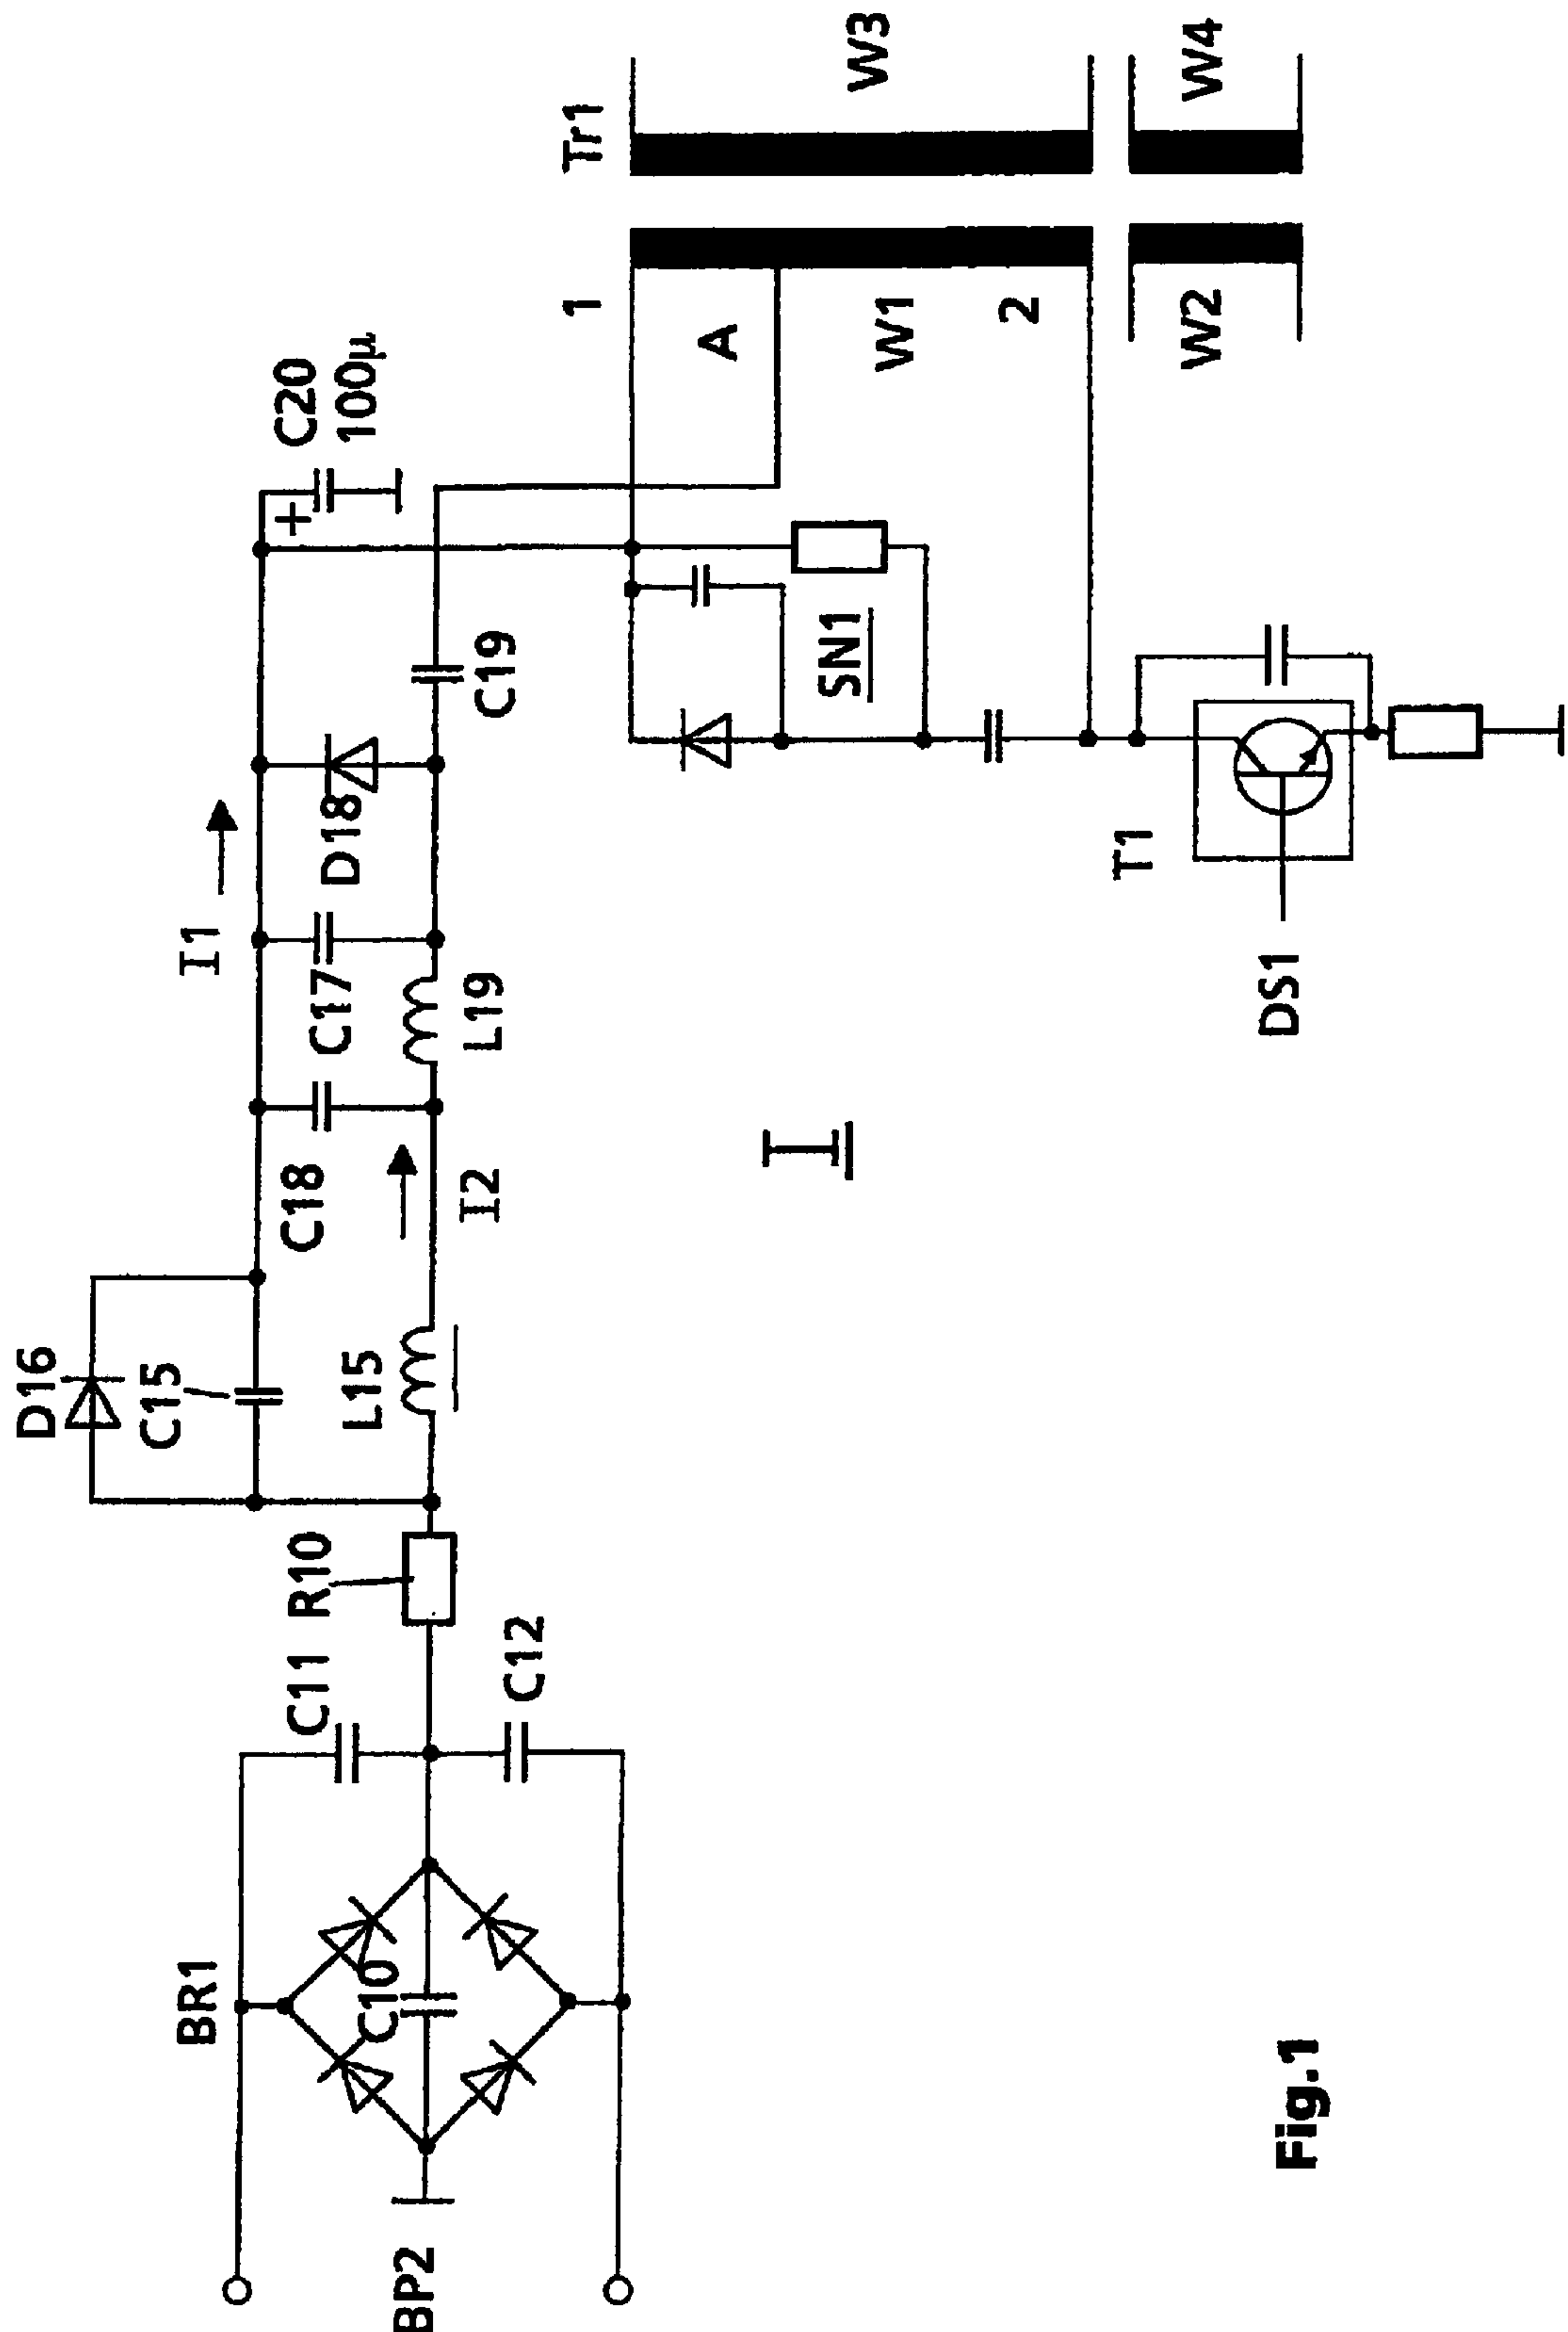 D16
C15
BR1
I1
C20
100µ
+
C11
R10
C18
C17
D18
L15
C10
BP2
I2
L19
C19
C12
Tr1
1
A
I
SN1
W1
W3
2
T1
W2
W4
DS1
Fig.1